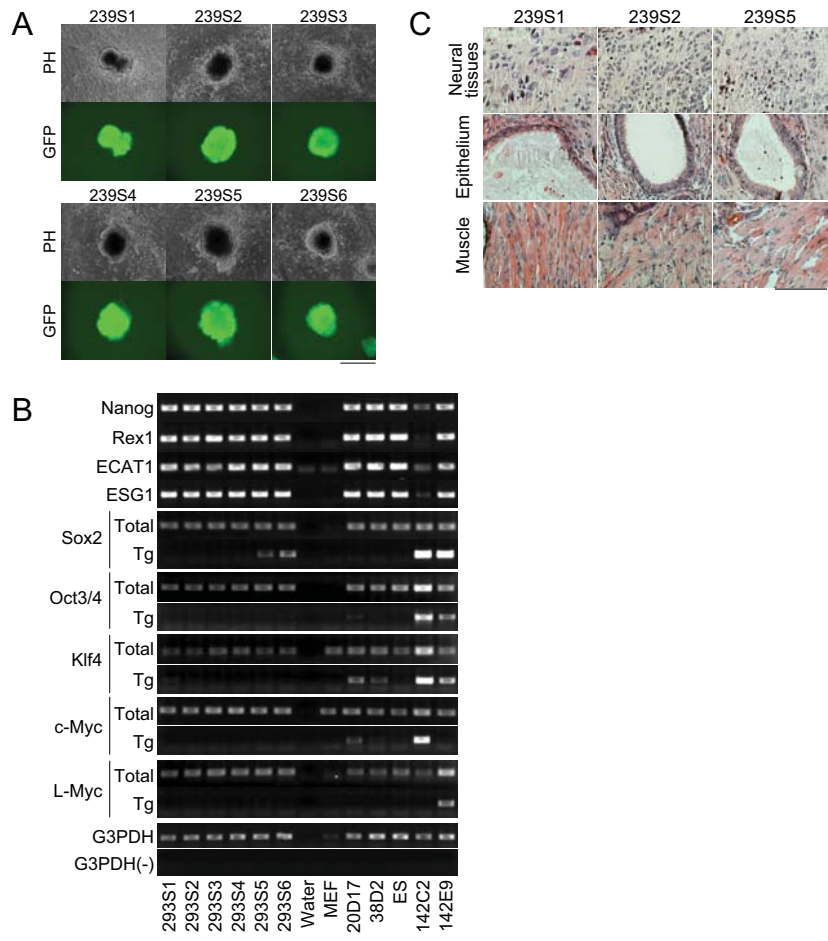 A
239S1 239S2 239S3
PH
GFP
239S4 239S5 239S6
PH
GFP
C
239S1 239S2 239S5
Neural tissues
Epithelium
Muscle
B
Nanog
Rex1
ECAT1
ESG1
Sox2
Total
Tg
Oct3/4
Total
Tg
Klf4
Total
Tg
c-Myc
Total
Tg
L-Myc
Total
Tg
G3PDH
G3PDH(-)
293S1 293S2 293S3 293S4 293S5 293S6 Water MEF 20D17 38D2 ES 142C2 142E9